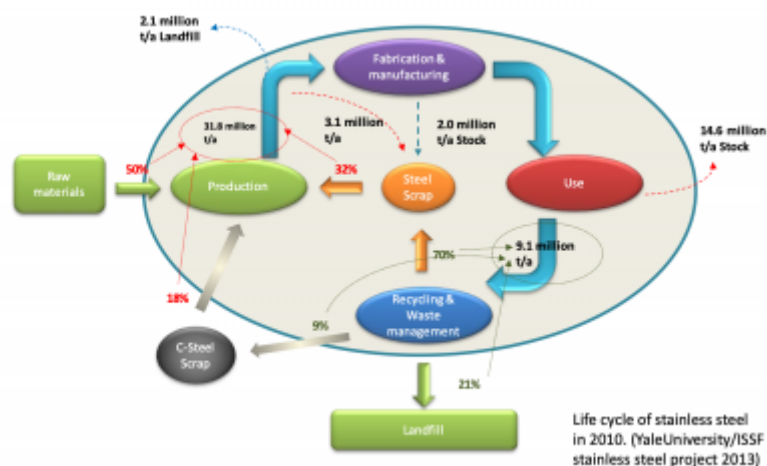 2.1 million
t/a Landfill
Fabrication &
manufacturing
31.8 million
t/a
3.1 million
t/a
2.0 million
t/a Stock
14.6 million
t/a Stock
Raw
materials
50%
Production
32%
Steel
Scrap
Use
9.1 million
t/a
70%
18%
Recycling &
Waste
management
9%
C-Steel
Scrap
21%
Landfill
Life cycle of stainless steel
in 2010. (YaleUniversity/ISSF
stainless steel project 2013)